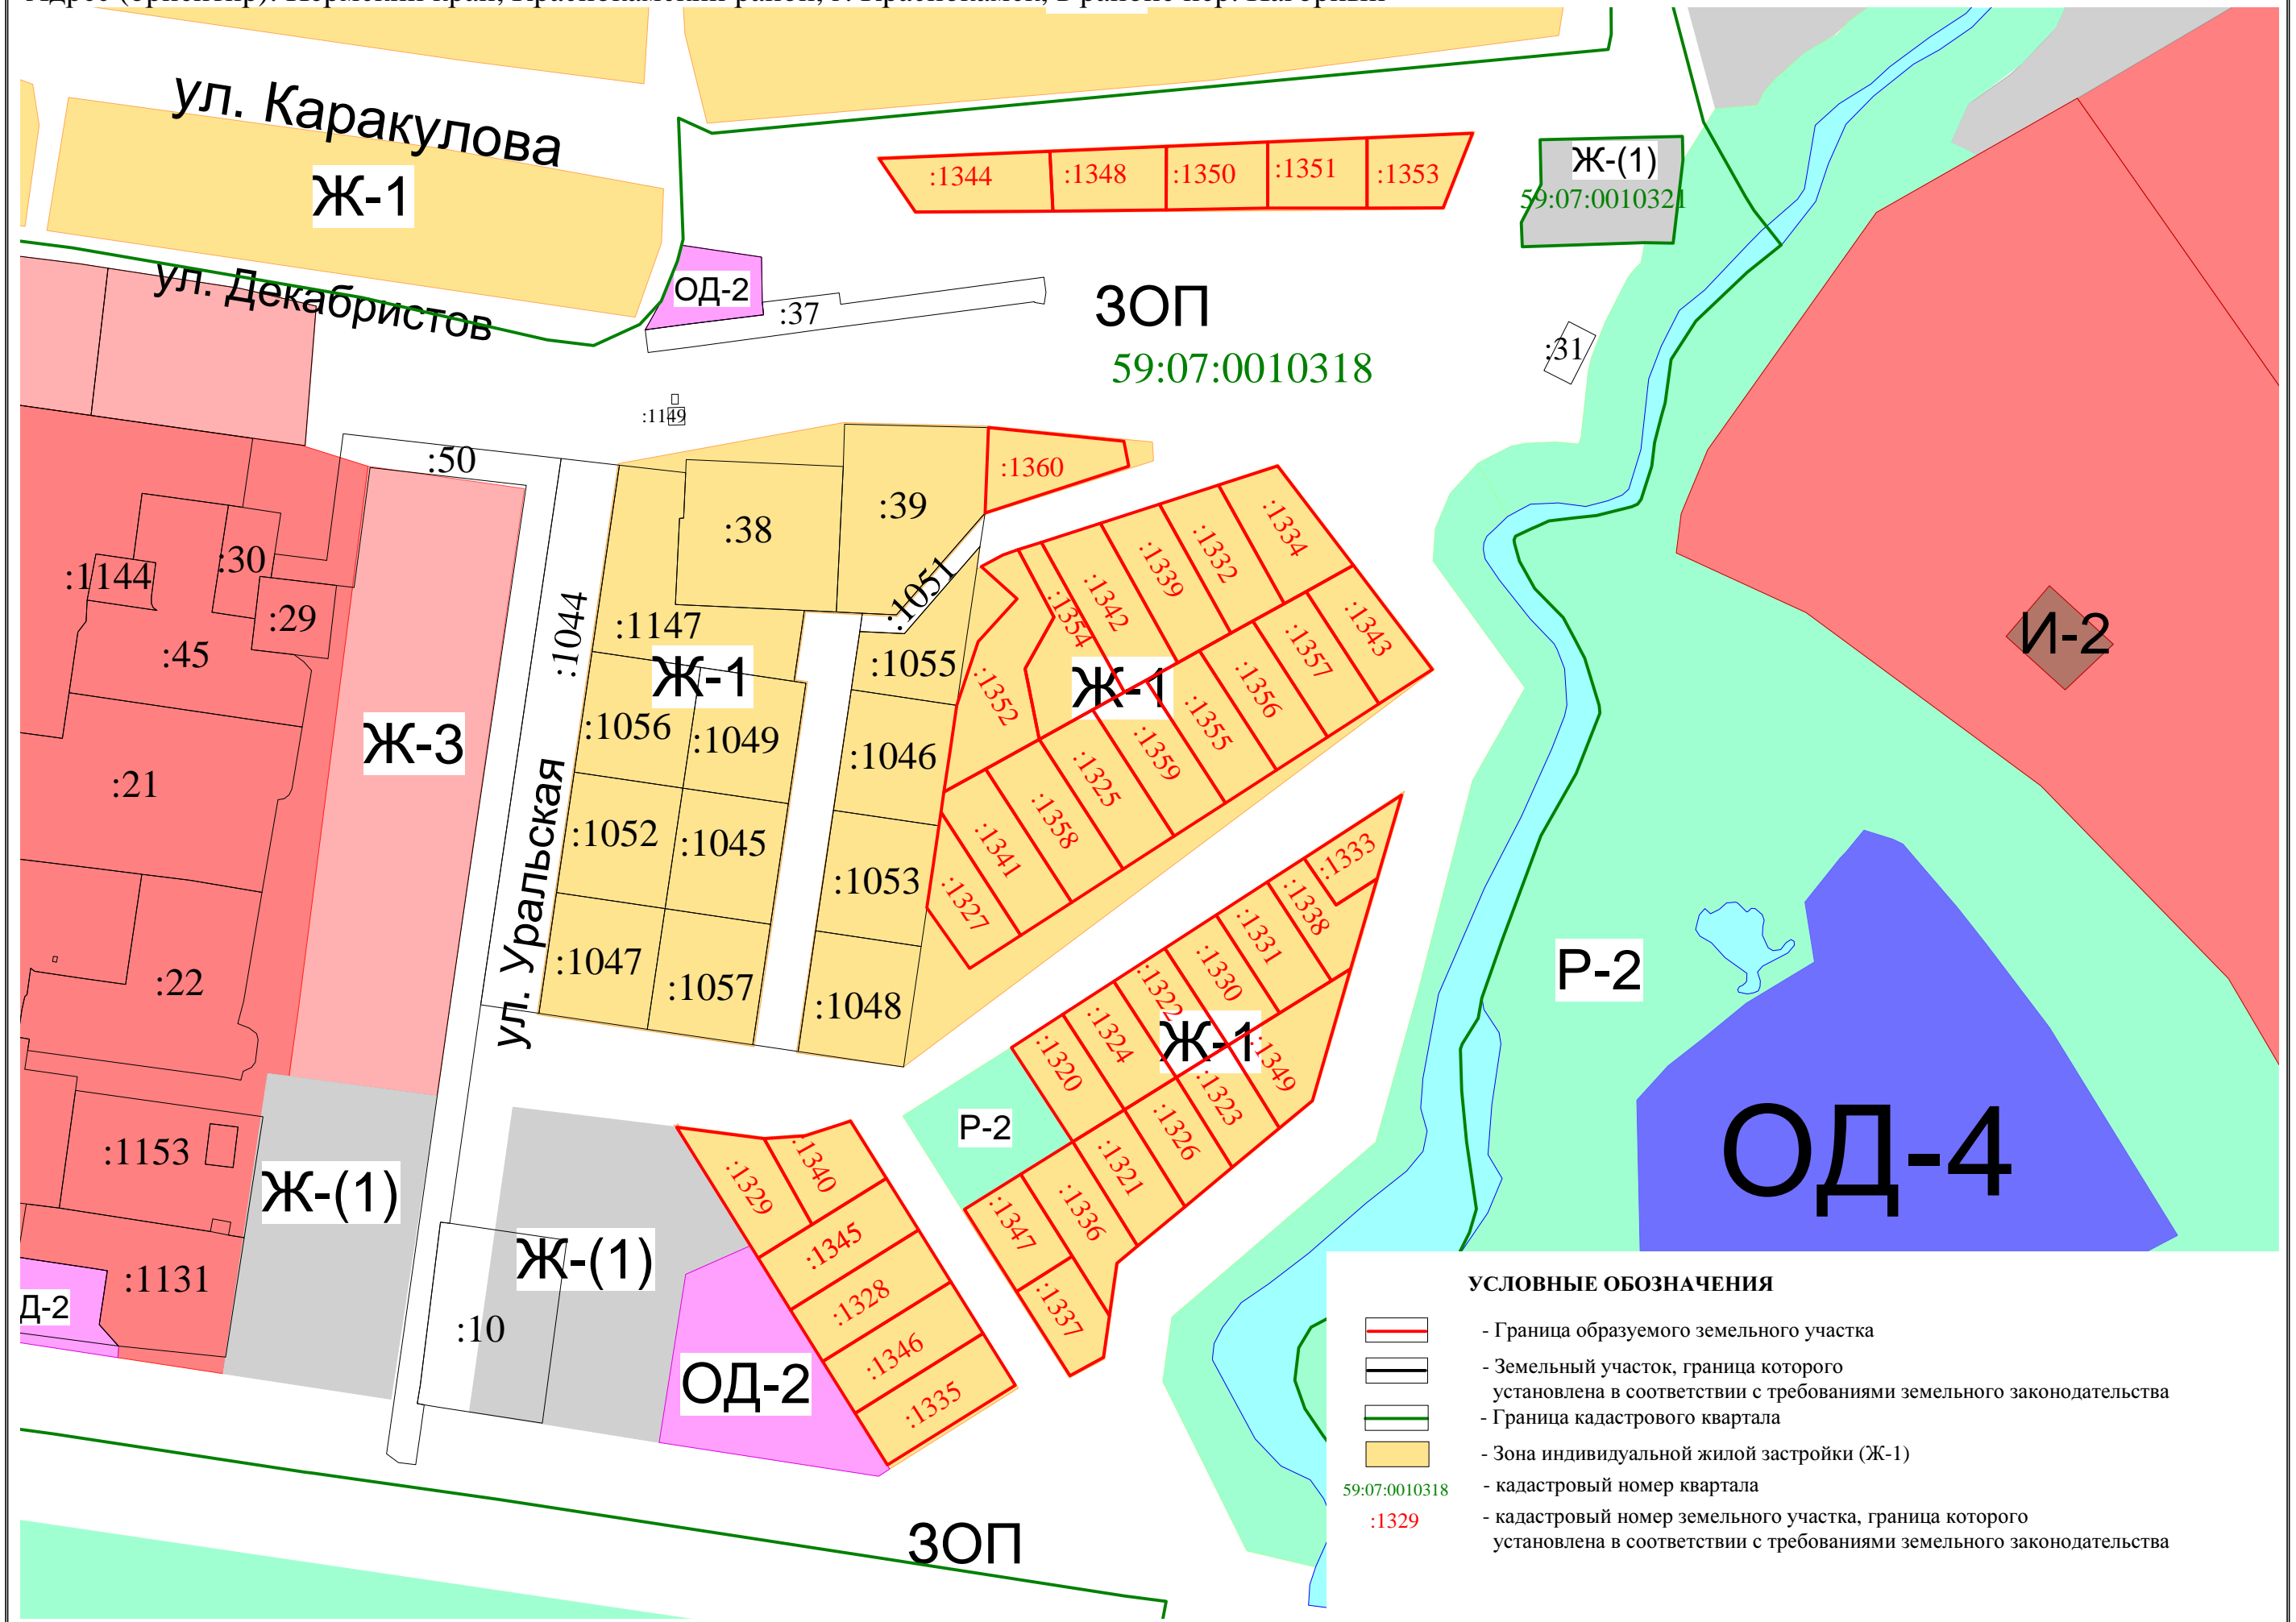 ул. Каракулова
Ж-1
:1344
:1348
:1350
:1351
:1353
Ж-(1)
59:07:0010321
ул. Декабристов
ОД-2
:37
ЗОП
59:07:0010318
:31
:1149
:50
:1360
:38
:39
:1334
:1332
:1339
:1342
:1354
:1051
:30
:1144
:29
:45
:1044
:1147
Ж-1
:1055
:1352
Ж-1
:1343
:1357
:1356
:1355
:1359
:1325
:1358
:1341
:1327
И-2
Ж-3
:1056
:1049
:1046
:21
:1052
:1045
:1053
ул. Уральская
:22
:1047
:1057
:1048
:1333
:1338
:1331
:1330
:1322
:1324
:1320
Ж-1
:1349
:1323
:1326
:1321
:1336
:1347
:1337
Р-2
Р-2
ОД-4
:1153
Ж-(1)
:1131
Д-2
:10
Ж-(1)
:1329
:1340
:1345
:1328
:1346
:1335
ОД-2
ЗОП
УСЛОВНЫЕ ОБОЗНАЧЕНИЯ
- Граница образуемого земельного участка
- Земельный участок, граница которого
установлена в соответствии с требованиями земельного законодательства
- Граница кадастрового квартала
- Зона индивидуальной жилой застройки (Ж-1)
59:07:0010318 - кадастровый номер квартала
:1329 - кадастровый номер земельного участка, граница которого
установлена в соответствии с требованиями земельного законодательства